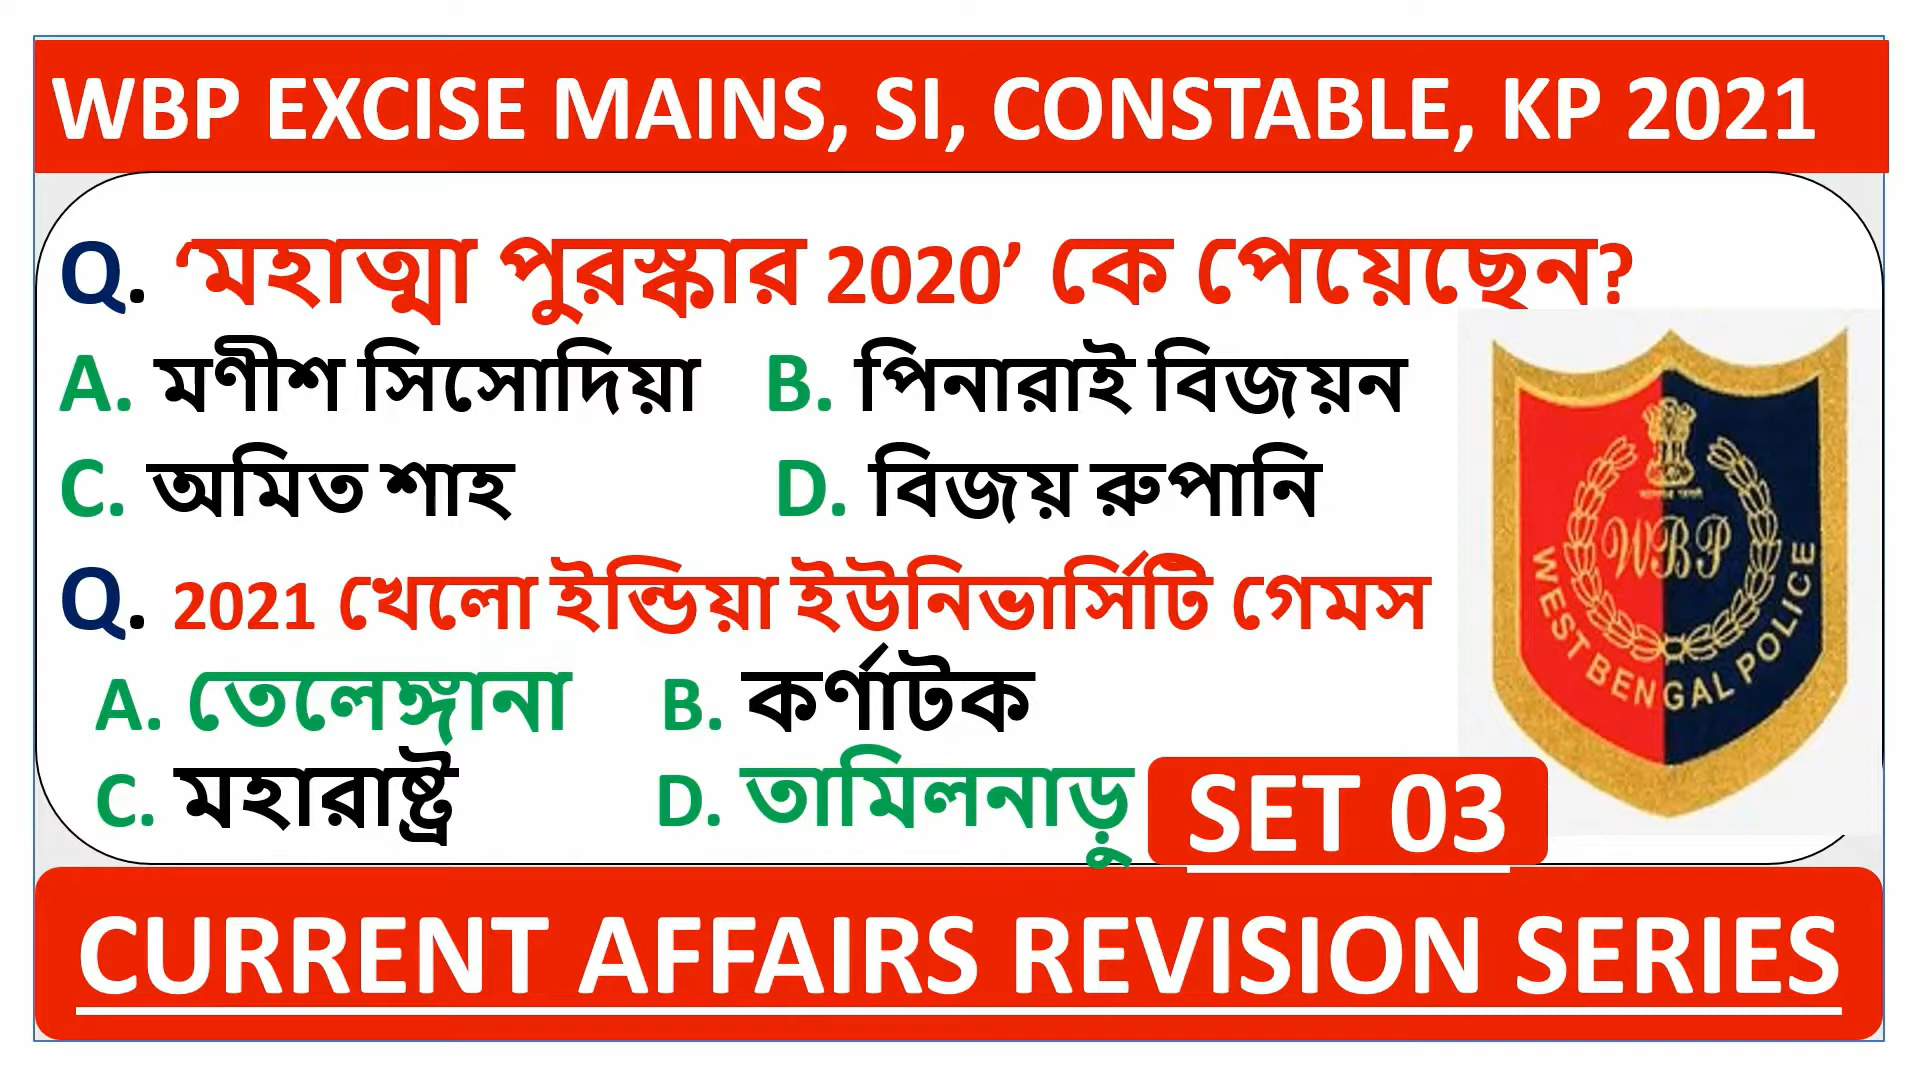 WBP EXCISE MAINS, SI, CONSTABLE, KP 2021
Q. ‘মহাত্মা পুরস্কার 2020’ কে পেয়েছেন?
A. মণীশ সিসোদিয়া B. পিনারাই বিজয়ন
C. অমিত শাহ D. বিজয় রুপানি
Q. 2021 খেলো ইন্ডিয়া ইউনিভার্সিটি গেমস
A. তেলেঙ্গানা B. কর্ণাটক
C. মহারাষ্ট্র D. তামিলনাড়ু
WBP
WEST BENGAL POLICE
SET 03
CURRENT AFFAIRS REVISION SERIES